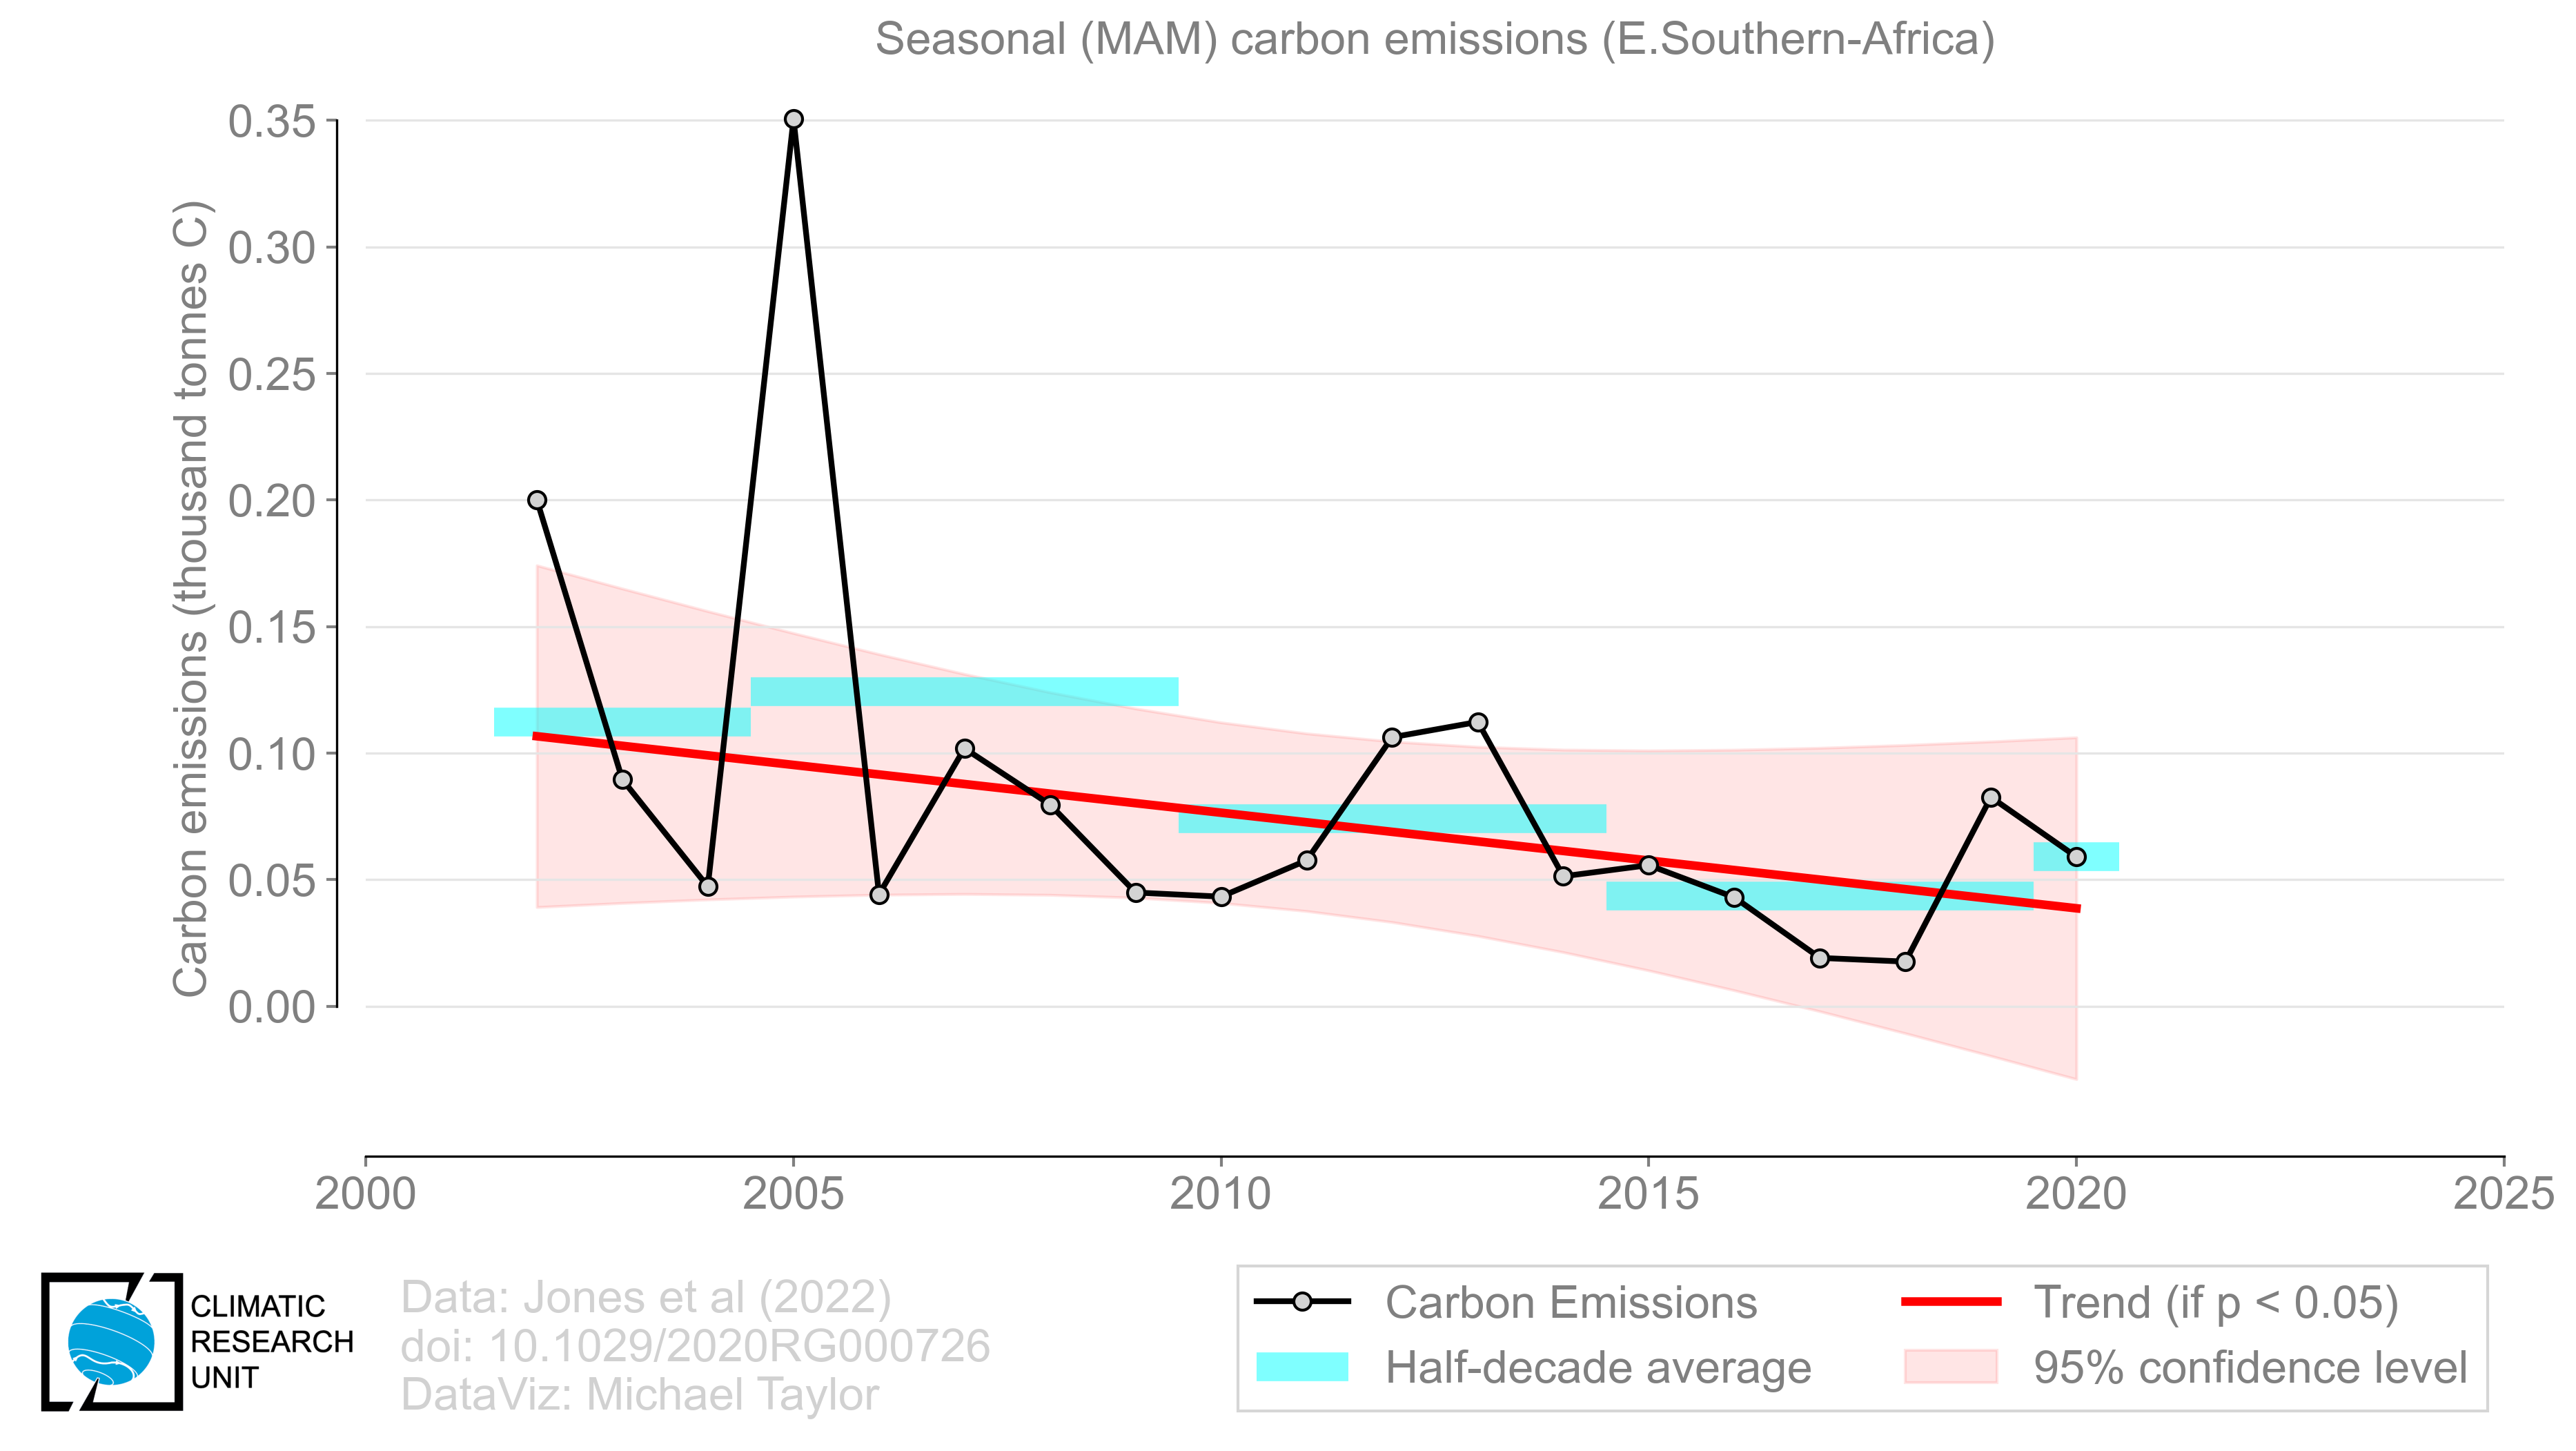 Seasonal (MAM) carbon emissions (E.Southern-Africa)
Carbon emissions (thousand tonnes C)
0.35
0.30
0.25
0.20
0.15
0.10
0.05
0.00
2000
2005
2010
2015
2020
2025
CLIMATIC
RESEARCH
UNIT
Data: Jones et al (2022)
doi: 10.1029/2020RG000726
DataViz: Michael Taylor
Carbon Emissions
Half-decade average
Trend (if p < 0.05)
95% confidence level